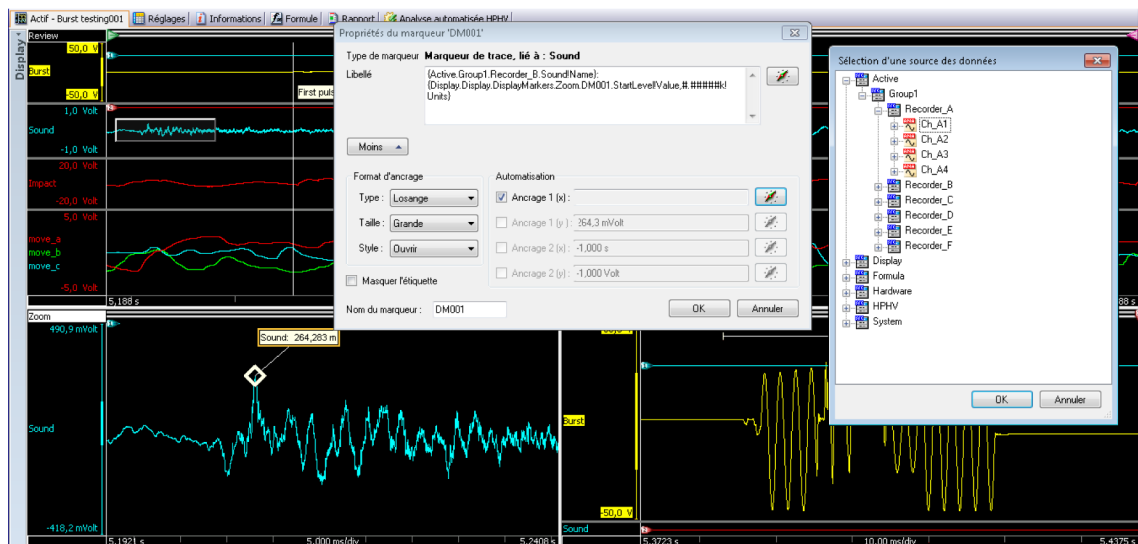 Actif - Burst testing001
Réglages
Informations
Formule
Rapport
Analyse automatisée HPHV
Display
Review
50,0 V
Burst
-50,0 V
First puls
1,0 Volt
Sound
-1,0 Volt
20,0 Volt
Impact
-20,0 Volt
5,0 Volt
move_a
move_b
move_c
-5,0 Volt
5,188 s
88 s
Propriétés du marqueur 'DM001'
Type de marqueur Marqueur de trace, lié à : Sound
Libellé
{Active.Group1.Recorder_B.Sound!Name}:
{Display.Display.DisplayMarkers.Zoom.DM001.StartLevel!Value,#.######k!
Units}
Moins
Format d'ancrage
Type : Losange
Taille : Grande
Style : Ouvrir
Masquer l'étiquette
Automatisation
Ancrage 1 (x) :
Ancrage 1 (y) : 264,3 mVolt
Ancrage 2 (x) : -1,000 s
Ancrage 2 (y) : -1,000 Volt
Nom du marqueur : DM001
OK
Annuler
Sélection d'une source des données
Active
Group1
Recorder_A
Ch_A1
Ch_A2
Ch_A3
Ch_A4
Recorder_B
Recorder_C
Recorder_D
Recorder_E
Recorder_F
Display
Formula
Hardware
HPHV
System
OK
Annuler
Zoom
490,9 mVolt
Sound: 264,283 m
Sound
-418,2 mVolt
5,1921 s
5,000 ms/div
5,2408 s
Burst
-50,0 V
Sound
5,3723 s
10,00 ms/div
5,4375 s